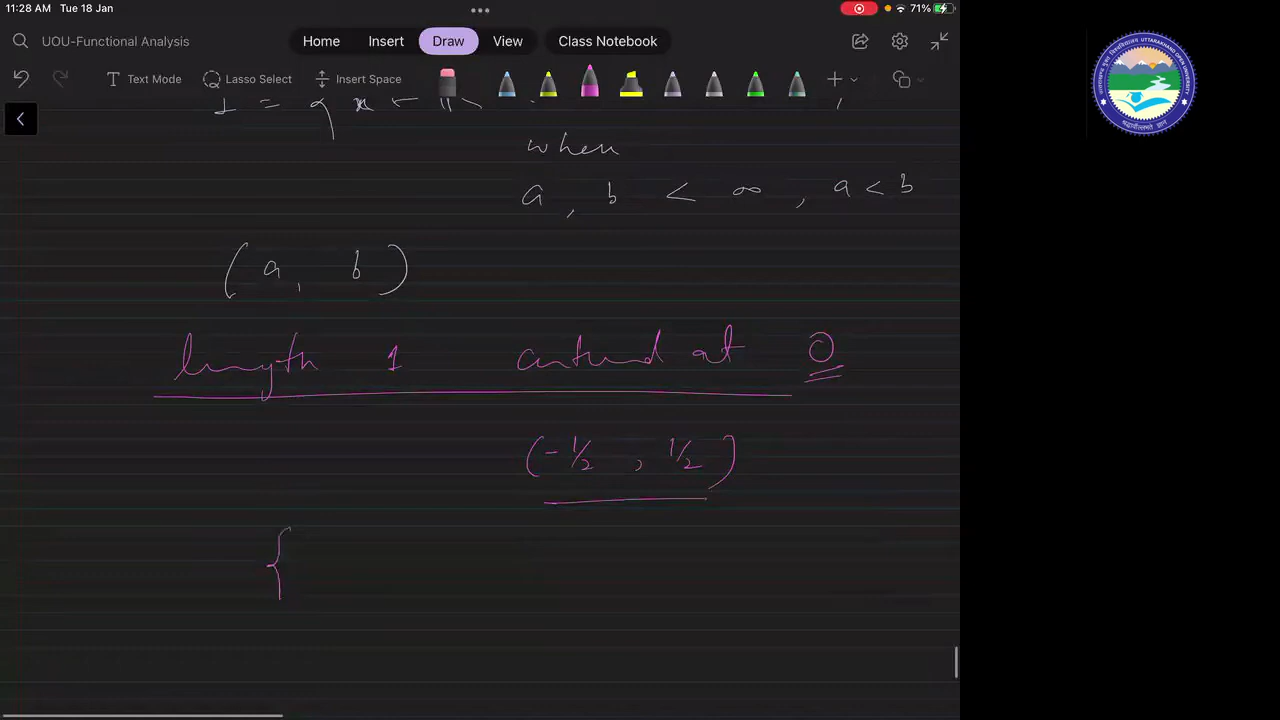 11:28 AM Tue 18 Jan 71%
UOU-Functional Analysis Home Insert Draw View Class Notebook
Text Mode Lasso Select Insert Space
when
a, b < ∞, a < b
(a, b)
length 1 centered at 0
(-1/2, 1/2)
{